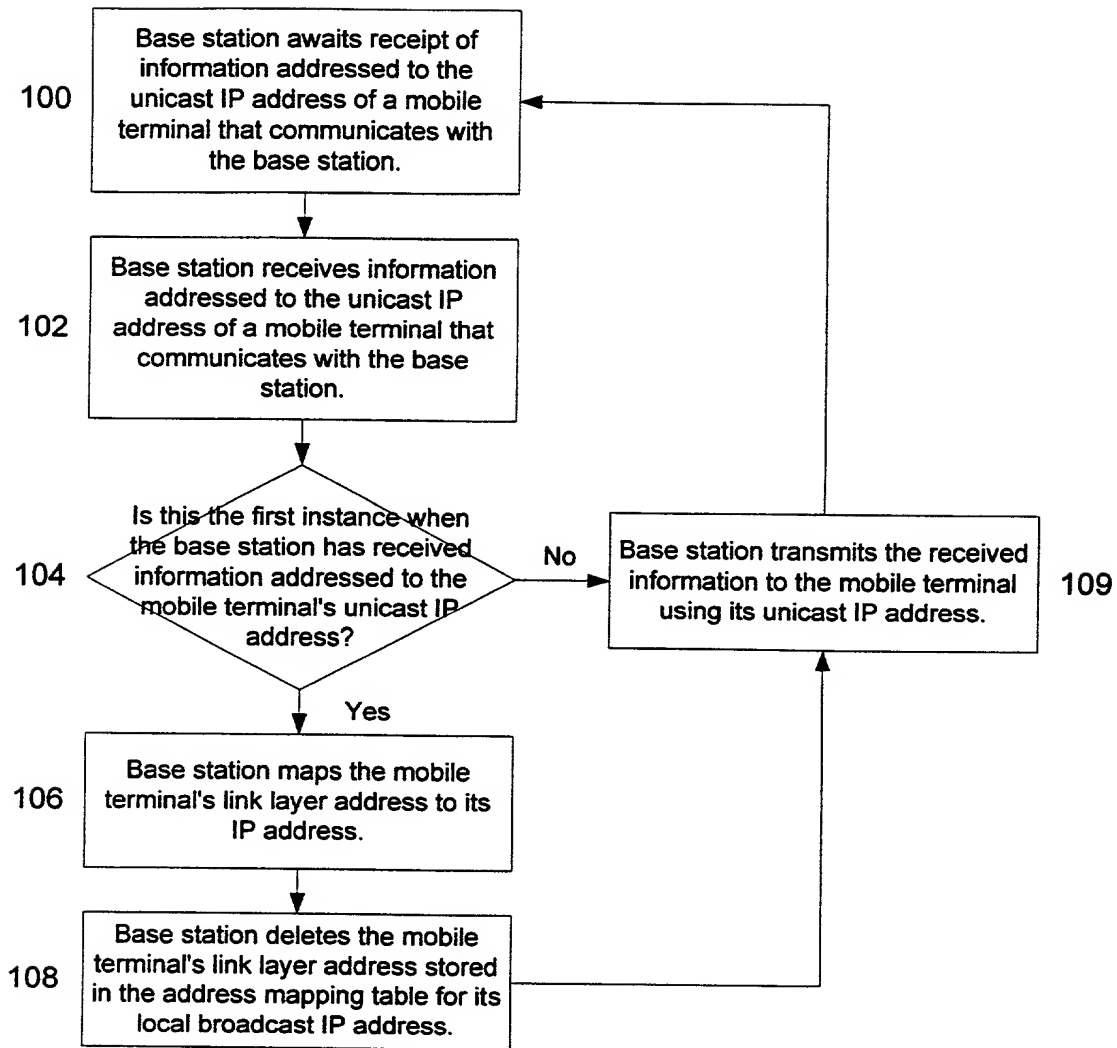 100
Base station awaits receipt of
information addressed to the
unicast IP address of a mobile
terminal that communicates with
the base station.
102
Base station receives information
addressed to the unicast IP
address of a mobile terminal that
communicates with the base
station.
104
Is this the first instance when
the base station has received
information addressed to the
mobile terminal's unicast IP
address?
No
Base station transmits the received
information to the mobile terminal
using its unicast IP address.
109
Yes
106
Base station maps the mobile
terminal's link layer address to its
IP address.
108
Base station deletes the mobile
terminal's link layer address stored
in the address mapping table for its
local broadcast IP address.